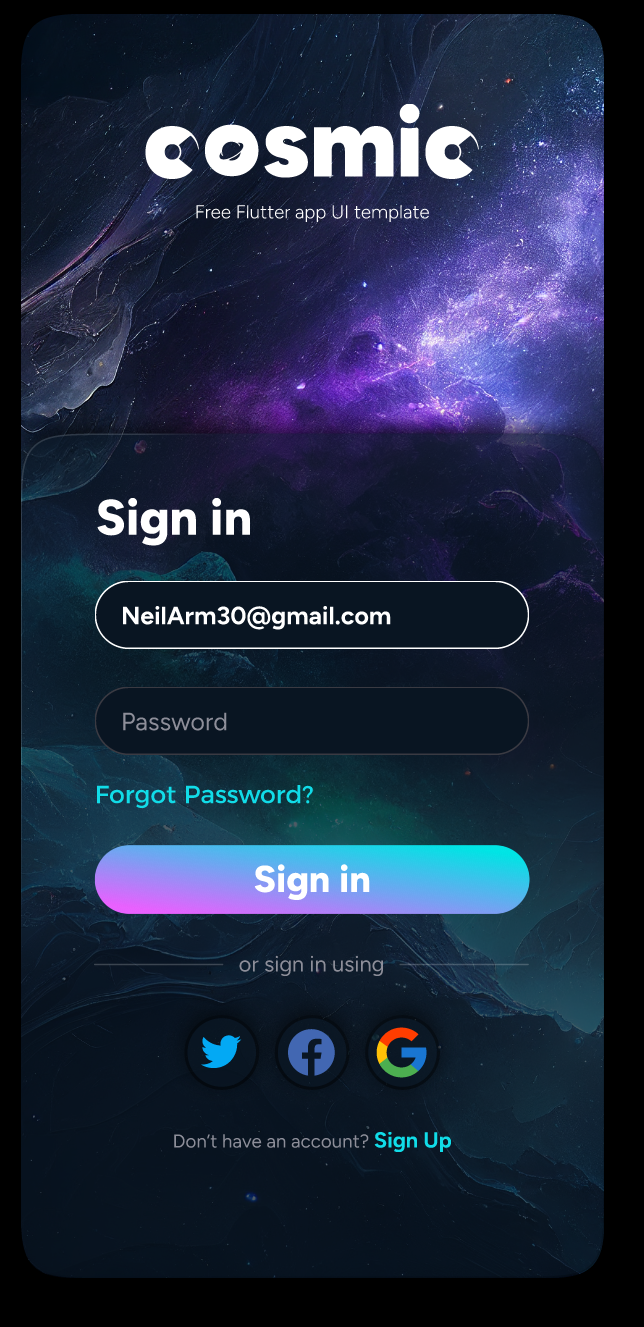 cosmic
Free Flutter app UI template
Sign in
NeilArm30@gmail.com
Password
Forgot Password?
Sign in
or sign in using
Don’t have an account? Sign Up